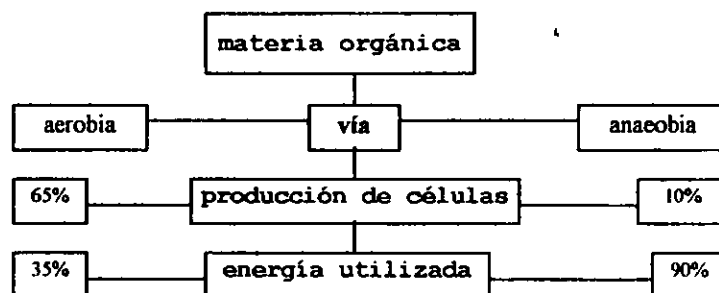 materia orgánica
aerobia vía anaeobia
65% producción de células 10%
35% energía utilizada 90%